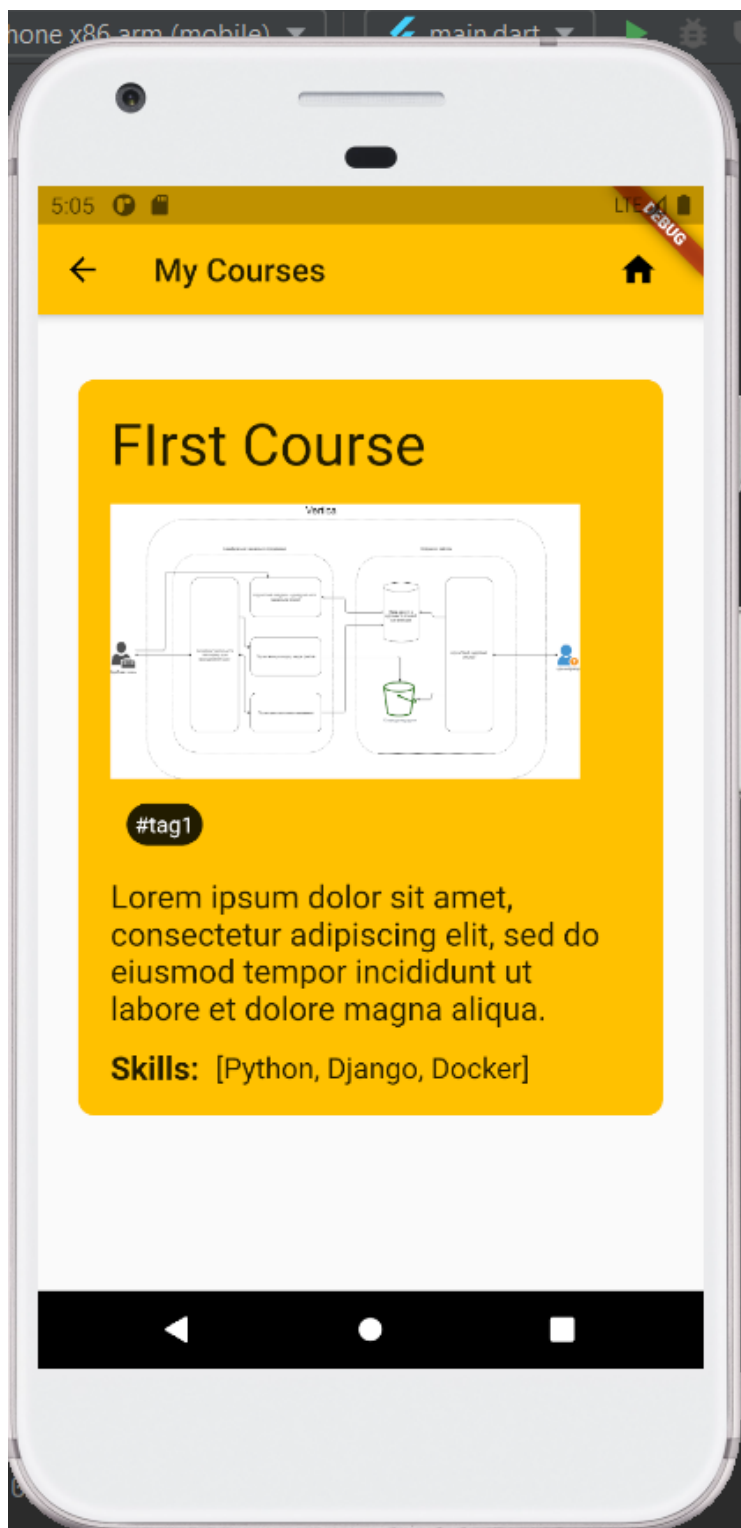 hone x86 arm (mobile) main.dart
5:05 LTE
DEBUG
My Courses
FIrst Course
Vertica
#tag1
Lorem ipsum dolor sit amet,
consectetur adipiscing elit, sed do
eiusmod tempor incididunt ut
labore et dolore magna aliqua.
Skills: [Python, Django, Docker]